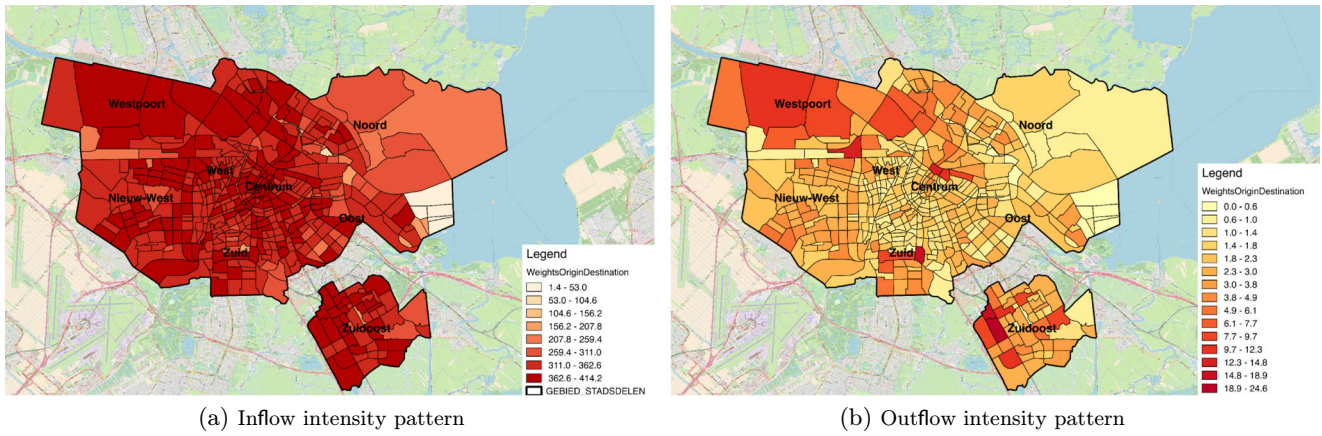 Westpoort
Noord
West
Centrum
Nieuw-West
Oost
Zuid
Zuidoost
Legend
WeightsOriginDestination
1.4 - 53.0
53.0 - 104.6
104.6 - 156.2
156.2 - 207.8
207.8 - 259.4
259.4 - 311.0
311.0 - 362.6
362.6 - 414.2
GEBIED_STADSDELEN
(a) Inflow intensity pattern
Westpoort
Noord
West
Centrum
Nieuw-West
Oost
Zuid
Zuidoost
Legend
WeightsOriginDestination
0.0 - 0.6
0.6 - 1.0
1.0 - 1.4
1.4 - 1.8
1.8 - 2.3
2.3 - 3.0
3.0 - 3.8
3.8 - 4.9
4.9 - 6.1
6.1 - 7.7
7.7 - 9.7
9.7 - 12.3
12.3 - 14.8
14.8 - 18.9
18.9 - 24.6
(b) Outflow intensity pattern